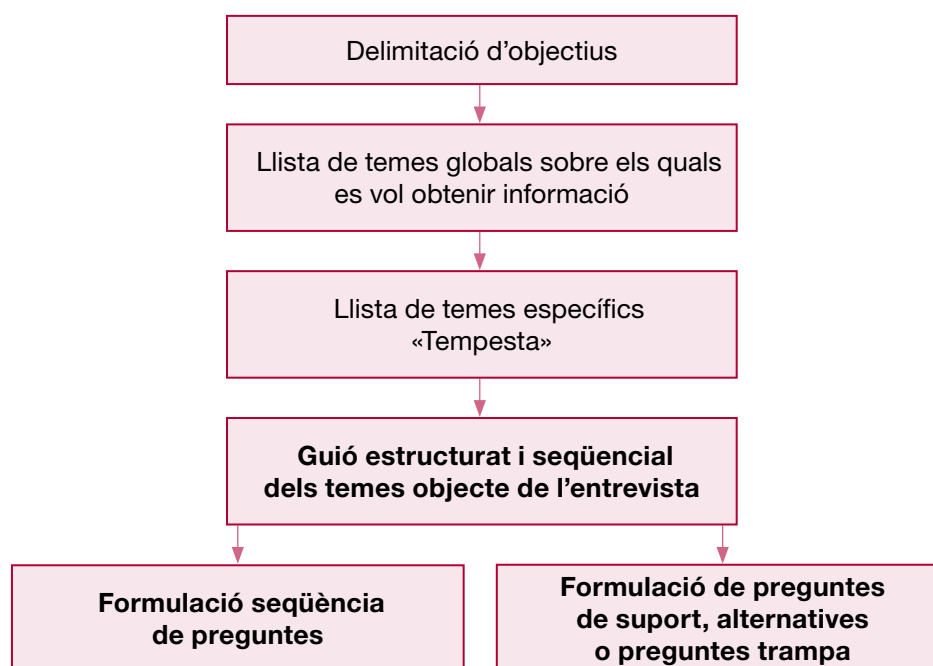 Delimitació d’objectius
Llista de temes globals sobre els quals
es vol obtenir informació
Llista de temes específics
«Tempesta»
Guió estructurat i seqüencial
dels temes objecte de l’entrevista
Formulació seqüència
de preguntes
Formulació de preguntes
de suport, alternatives
o preguntes trampa